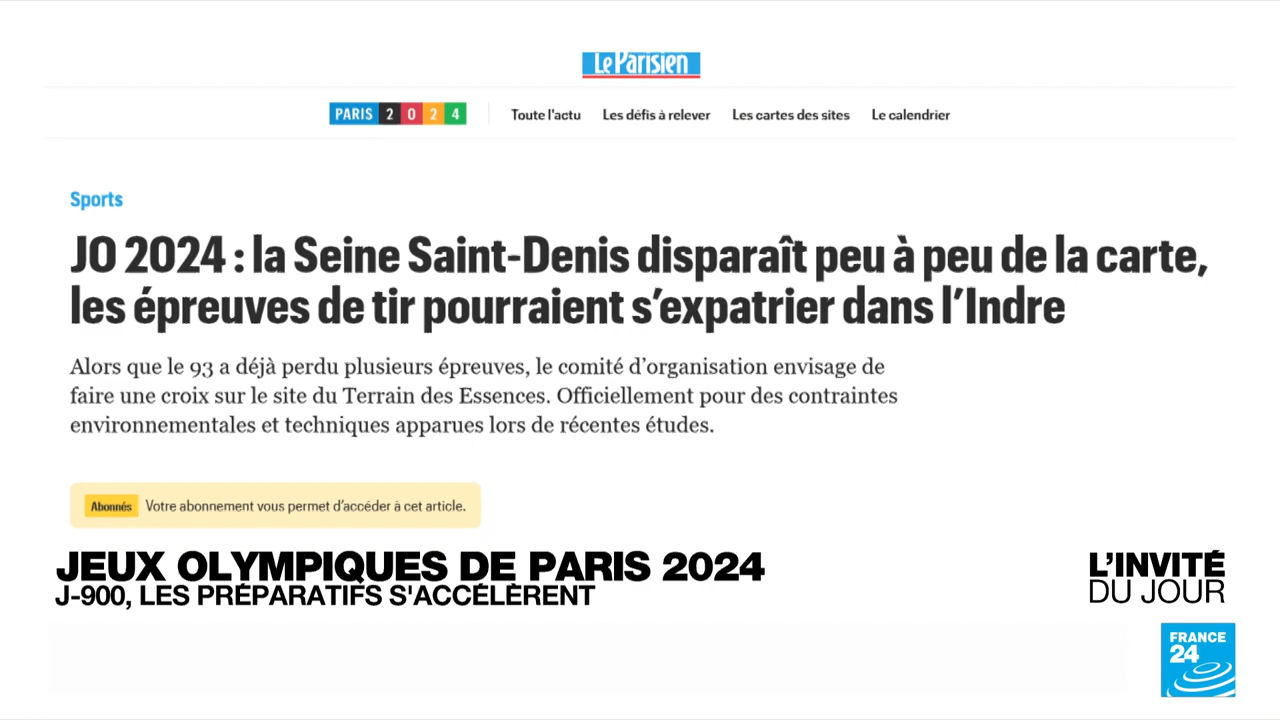 Le Parisien
PARIS 2024
Toute l'actu
Les défis à relever
Les cartes des sites
Le calendrier
Sports
JO 2024 : la Seine Saint-Denis disparaît peu à peu de la carte,
les épreuves de tir pourraient s’expatrier dans l’Indre
Alors que le 93 a déjà perdu plusieurs épreuves, le comité d’organisation envisage de
faire une croix sur le site du Terrain des Essences. Officiellement pour des contraintes
environnementales et techniques apparues lors de récentes études.
Abonnés Votre abonnement vous permet d’accéder à cet article.
JEUX OLYMPIQUES DE PARIS 2024
J-900, LES PRÉPARATIFS S'ACCÉLÈRENT
L’INVITÉ
DU JOUR
FRANCE
24